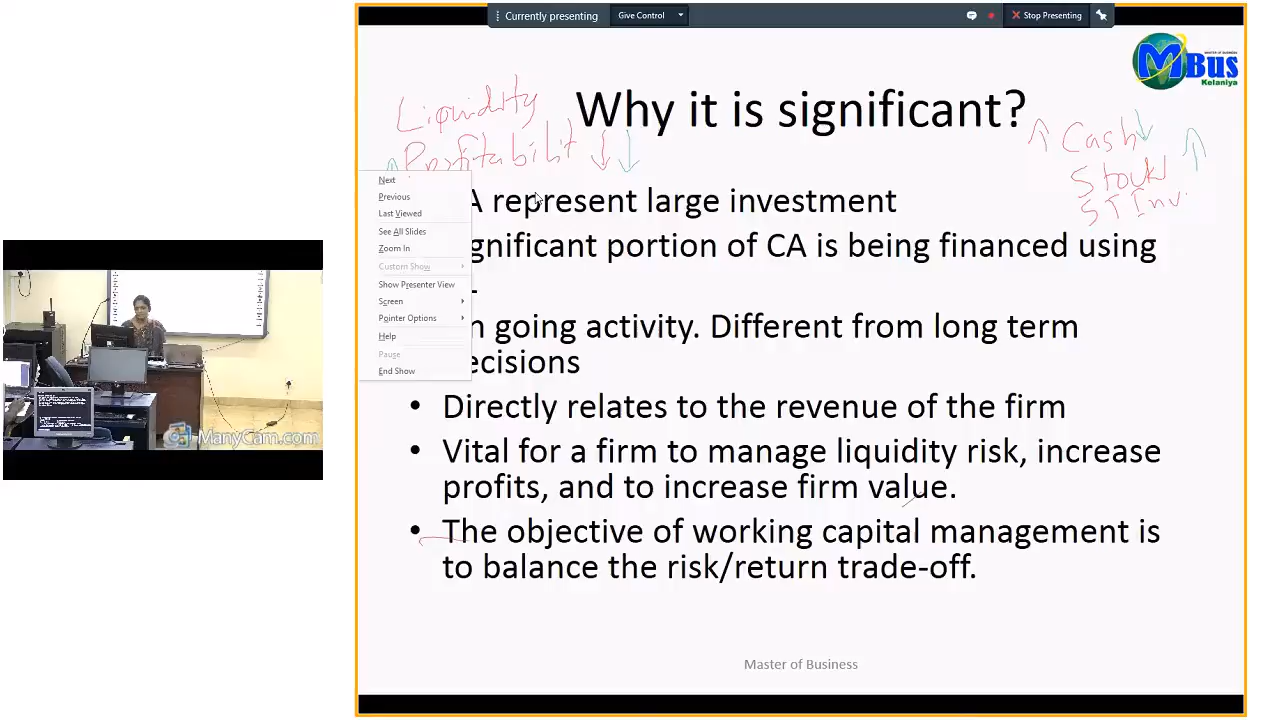 Currently presenting
Give Control
Stop Presenting
MASTER OF BUSINESS
MBus
Kelaniya
Why it is significant?
Liquidity
Profitabilit
Cash
Stock
ST Inv.
Next
Previous
Last Viewed
See All Slides
Zoom In
Custom Show
Show Presenter View
Screen
Pointer Options
Help
Pause
End Show
A represent large investment
gnificant portion of CA is being financed using
n going activity. Different from long term
ecisions
• Directly relates to the revenue of the firm
• Vital for a firm to manage liquidity risk, increase
profits, and to increase firm value.
• The objective of working capital management is
to balance the risk/return trade-off.
Master of Business
ManyCam.com